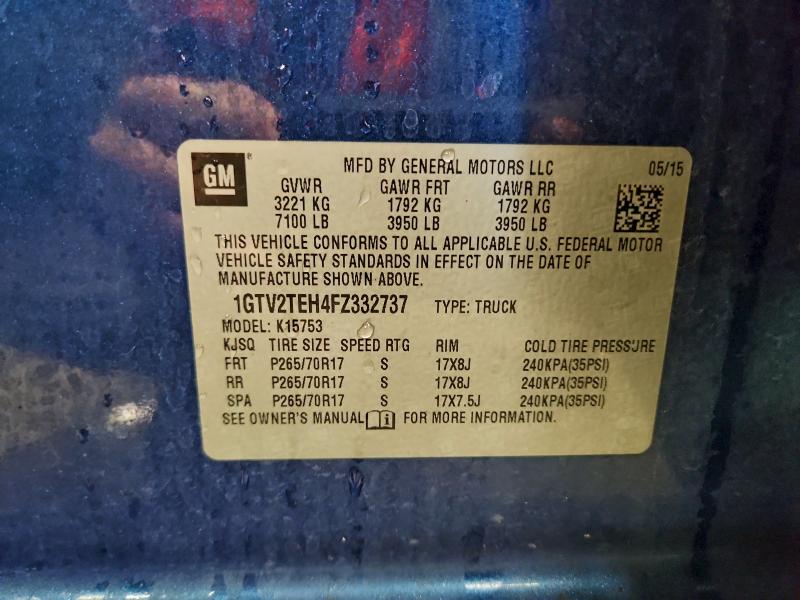 GM
MFD BY GENERAL MOTORS LLC 05/15
GVWR GAWR FRT GAWR RR
3221 KG 1792 KG 1792 KG
7100 LB 3950 LB 3950 LB
THIS VEHICLE CONFORMS TO ALL APPLICABLE U.S. FEDERAL MOTOR
VEHICLE SAFETY STANDARDS IN EFFECT ON THE DATE OF
MANUFACTURE SHOWN ABOVE.
1GTV2TEH4FZ332737 TYPE: TRUCK
MODEL: K15753
KJSQ TIRE SIZE SPEED RTG RIM COLD TIRE PRESSURE
FRT P265/70R17 S 17X8J 240KPA(35PSI)
RR P265/70R17 S 17X8J 240KPA(35PSI)
SPA P265/70R17 S 17X7.5J 240KPA(35PSI)
SEE OWNER'S MANUAL i FOR MORE INFORMATION.